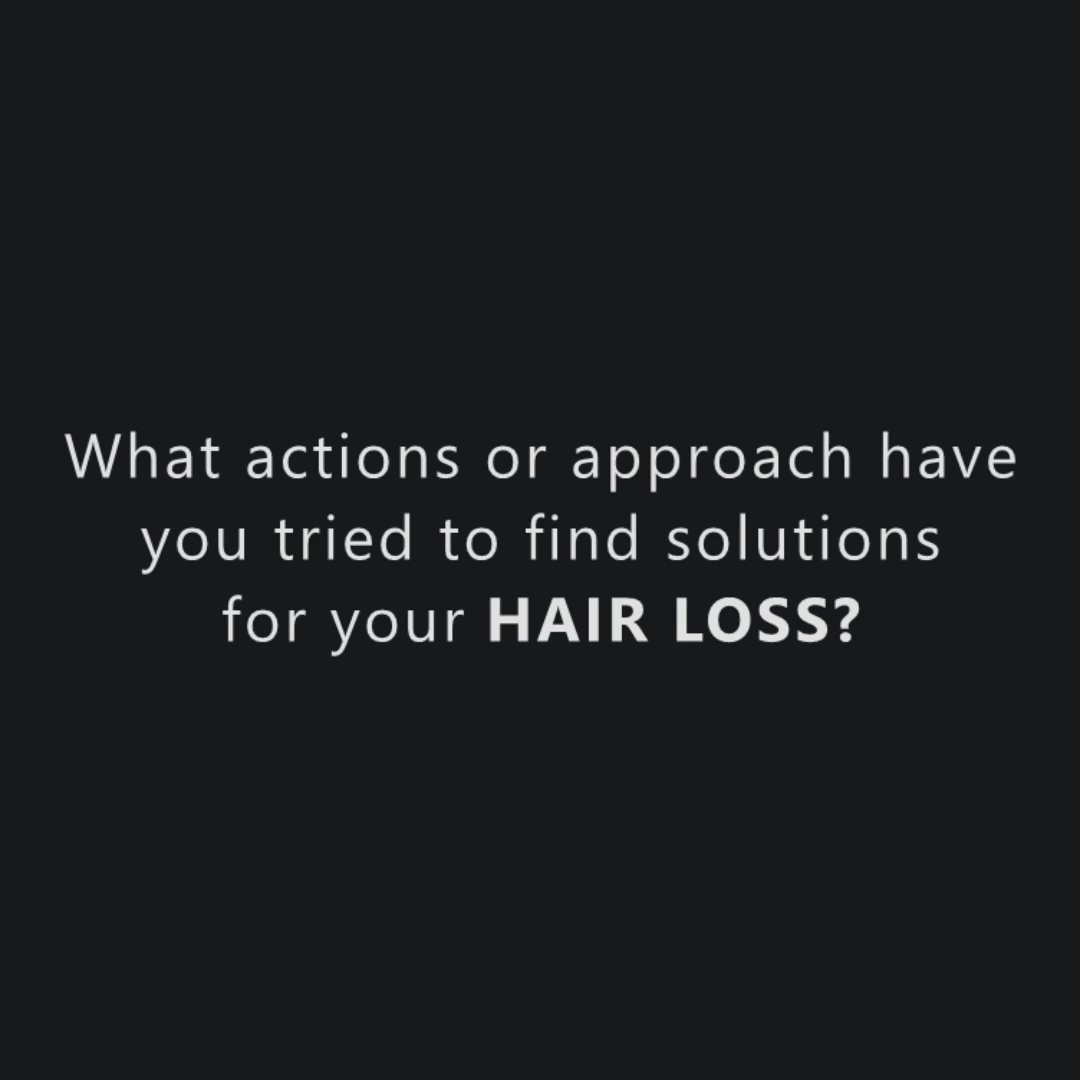 What actions or approach have
you tried to find solutions
for your HAIR LOSS?